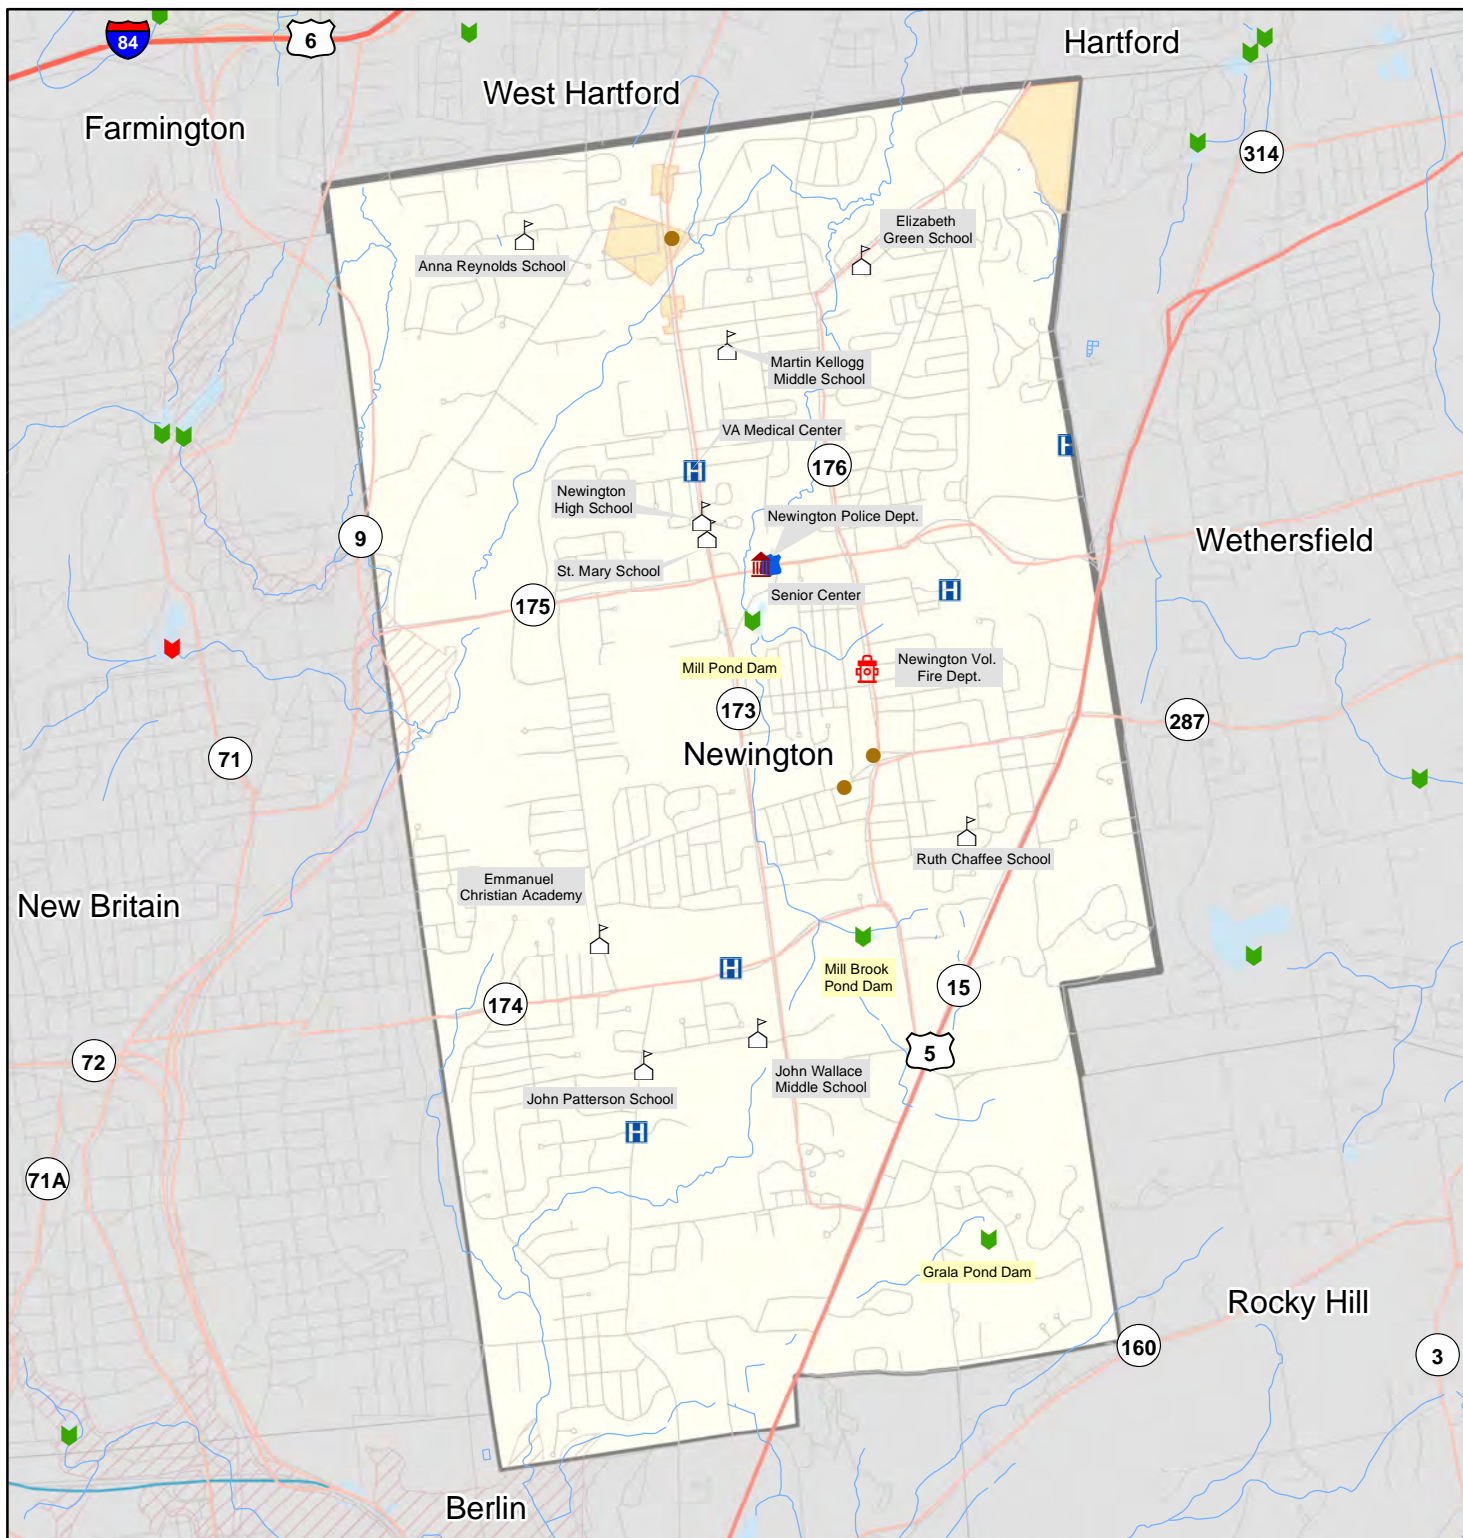 84
6
Hartford
West Hartford
Farmington
314
Elizabeth
Green School
Anna Reynolds School
Martin Kellogg
Middle School
VA Medical Center
H
H
176
Newington
High School
Newington Police Dept.
9
Wethersfield
St. Mary School
175
Senior Center
H
Mill Pond Dam
Newington Vol.
Fire Dept.
173
287
71
Newington
Ruth Chaffee School
Emmanuel
Christian Academy
New Britain
H
Mill Brook
Pond Dam
15
174
5
72
John Wallace
Middle School
John Patterson School
H
71A
Grala Pond Dam
Rocky Hill
160
3
Berlin